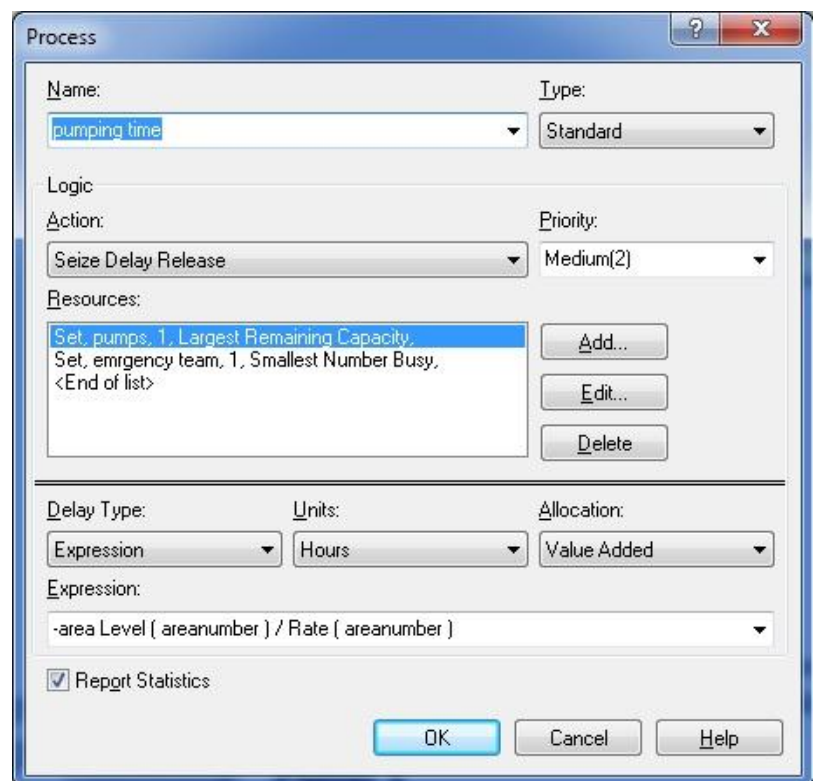 Process
Name: Type:
pumping time Standard
Logic
Action: Priority:
Seize Delay Release Medium(2)
Resources:
Set, pumps, 1, Largest Remaining Capacity,
Set, emrgency team, 1, Smallest Number Busy,
<End of list>
Add...
Edit...
Delete
Delay Type: Units: Allocation:
Expression Hours Value Added
Expression:
-area Level ( areanumber ) / Rate ( areanumber )
Report Statistics
OK Cancel Help